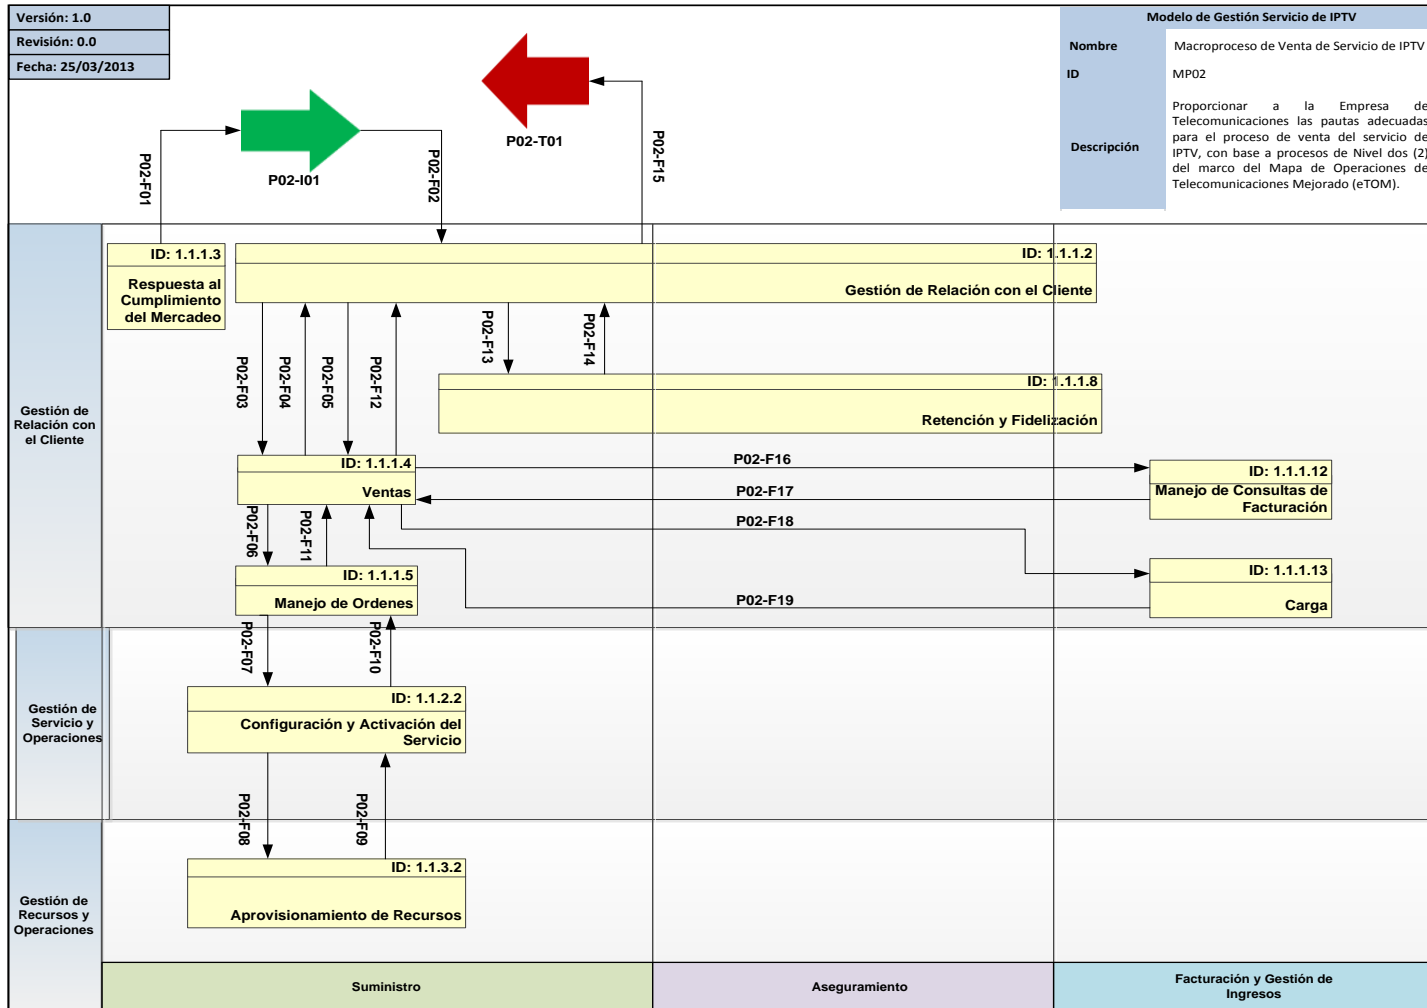 Versión: 1.0
Revisión: 0.0
Fecha: 25/03/2013
Modelo de Gestión Servicio de IPTV
Nombre
Macroproceso de Venta de Servicio de IPTV
ID
MP02
Descripción
Proporcionar a la Empresa de
Telecomunicaciones las pautas adecuadas
para el proceso de venta del servicio de
IPTV, con base a procesos de Nivel dos (2)
del marco del Mapa de Operaciones de
Telecomunicaciones Mejorado (eTOM).
P02-F01
P02-I01
P02-F02
P02-T01
P02-F15
ID: 1.1.1.3
Respuesta al
Cumplimiento
del Mercadeo
ID: 1.1.1.2
Gestión de Relación con el Cliente
P02-F03
P02-F04
P02-F05
P02-F12
P02-F13
P02-F14
ID: 1.1.1.8
Retención y Fidelización
Gestión de
Relación con
el Cliente
ID: 1.1.1.4
Ventas
P02-F16
P02-F17
P02-F18
P02-F19
ID: 1.1.1.12
Manejo de Consultas de
Facturación
P02-F06
P02-F11
ID: 1.1.1.5
Manejo de Ordenes
ID: 1.1.1.13
Carga
P02-F07
P02-F10
Gestión de
Servicio y
Operaciones
ID: 1.1.2.2
Configuración y Activación del
Servicio
P02-F08
P02-F09
Gestión de
Recursos y
Operaciones
ID: 1.1.3.2
Aprovisionamiento de Recursos
Suministro
Aseguramiento
Facturación y Gestión de
Ingresos